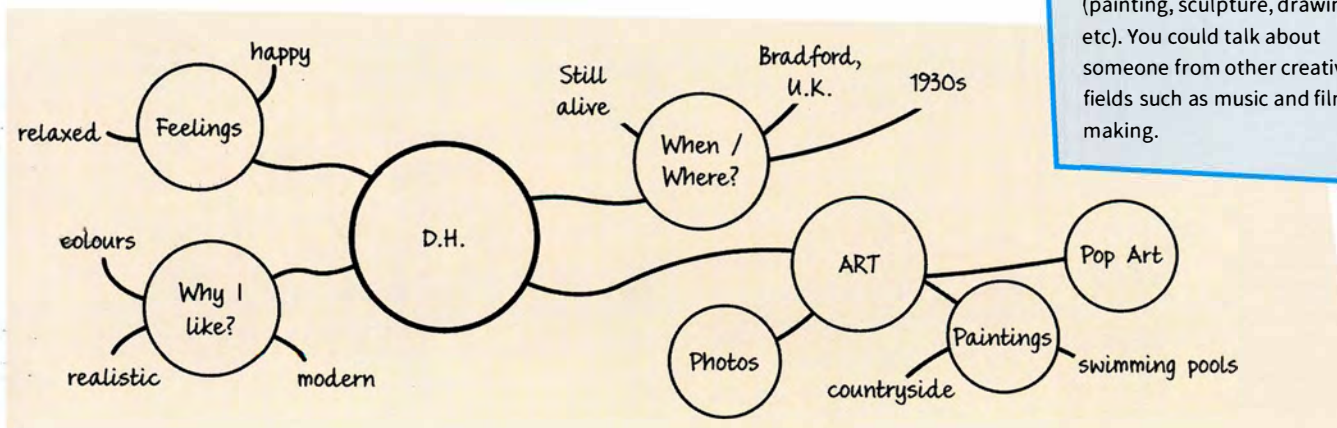 (painting, sculpture, drawin
etc). You could talk about
someone from other creativ
fields such as music and film
making.
happy
relaxed
Feelings
Still
alive
Bradford,
U.K.
1930s
When /
Where?
D.H.
colours
Why I
like?
realistic
modern
ART
Pop Art
Photos
Paintings
countryside
swimming pools